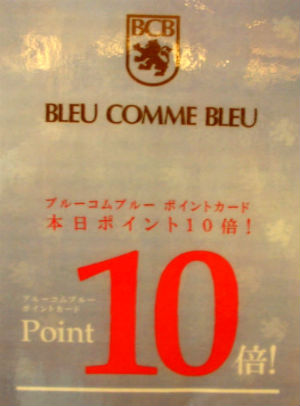 BCB
BLEU COMME BLEU
ブルーコムブルー ポイントカード
本日ポイント10倍!
ブルーコムブルー
ポイントカード
Point 10倍!